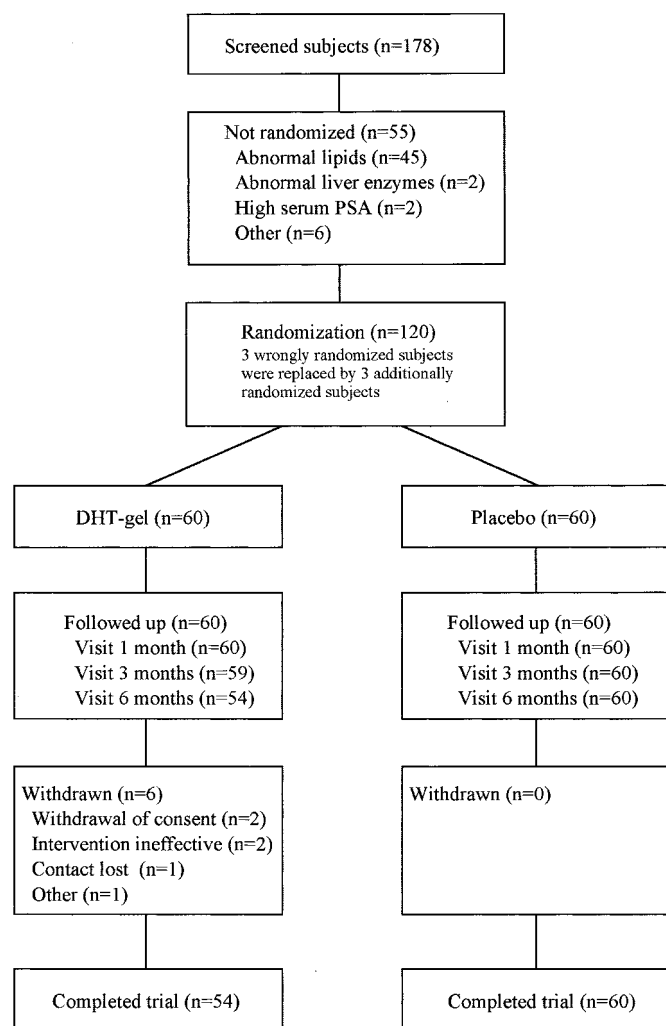 Screened subjects (n=178)
Not randomized (n=55)
Abnormal lipids (n=45)
Abnormal liver enzymes (n=2)
High serum PSA (n=2)
Other (n=6)
Randomization (n=120)
3 wrongly randomized subjects
were replaced by 3 additionally
randomized subjects
DHT-gel (n=60)
Placebo (n=60)
Followed up (n=60)
Visit 1 month (n=60)
Visit 3 months (n=59)
Visit 6 months (n=54)
Followed up (n=60)
Visit 1 month (n=60)
Visit 3 months (n=60)
Visit 6 months (n=60)
Withdrawn (n=6)
Withdrawal of consent (n=2)
Intervention ineffective (n=2)
Contact lost (n=1)
Other (n=1)
Withdrawn (n=0)
Completed trial (n=54)
Completed trial (n=60)